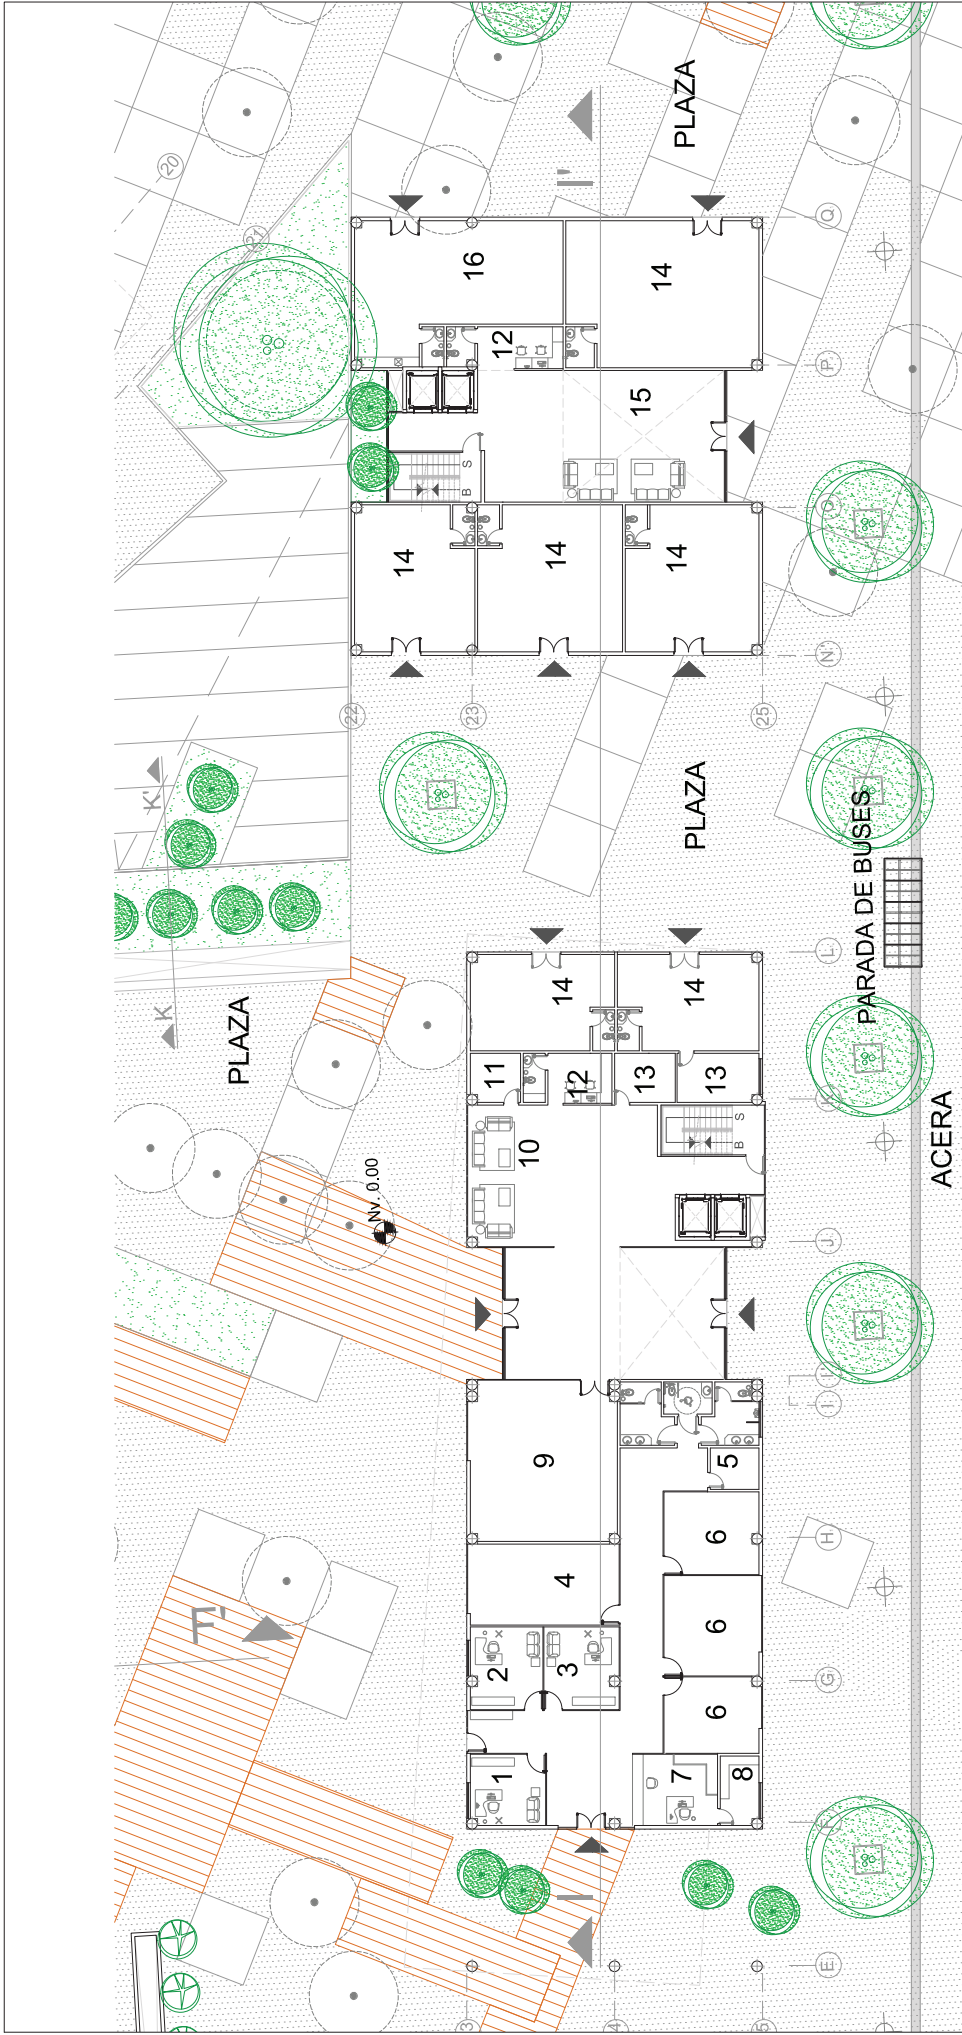 20
K K'
F'
PLAZA
21
Nv. 0.00
22
14
B S
16
23
1
2
11
12
10
9
14
14
12
3
4
I
I'
15
14
14
13
7
6
6
6
5
13
14
PLAZA
PLAZA
8
B S
25
E
F
G
H
I
I'
J
K
L
N'
O
P'
Q
PARADA DE BUSES
ACERA